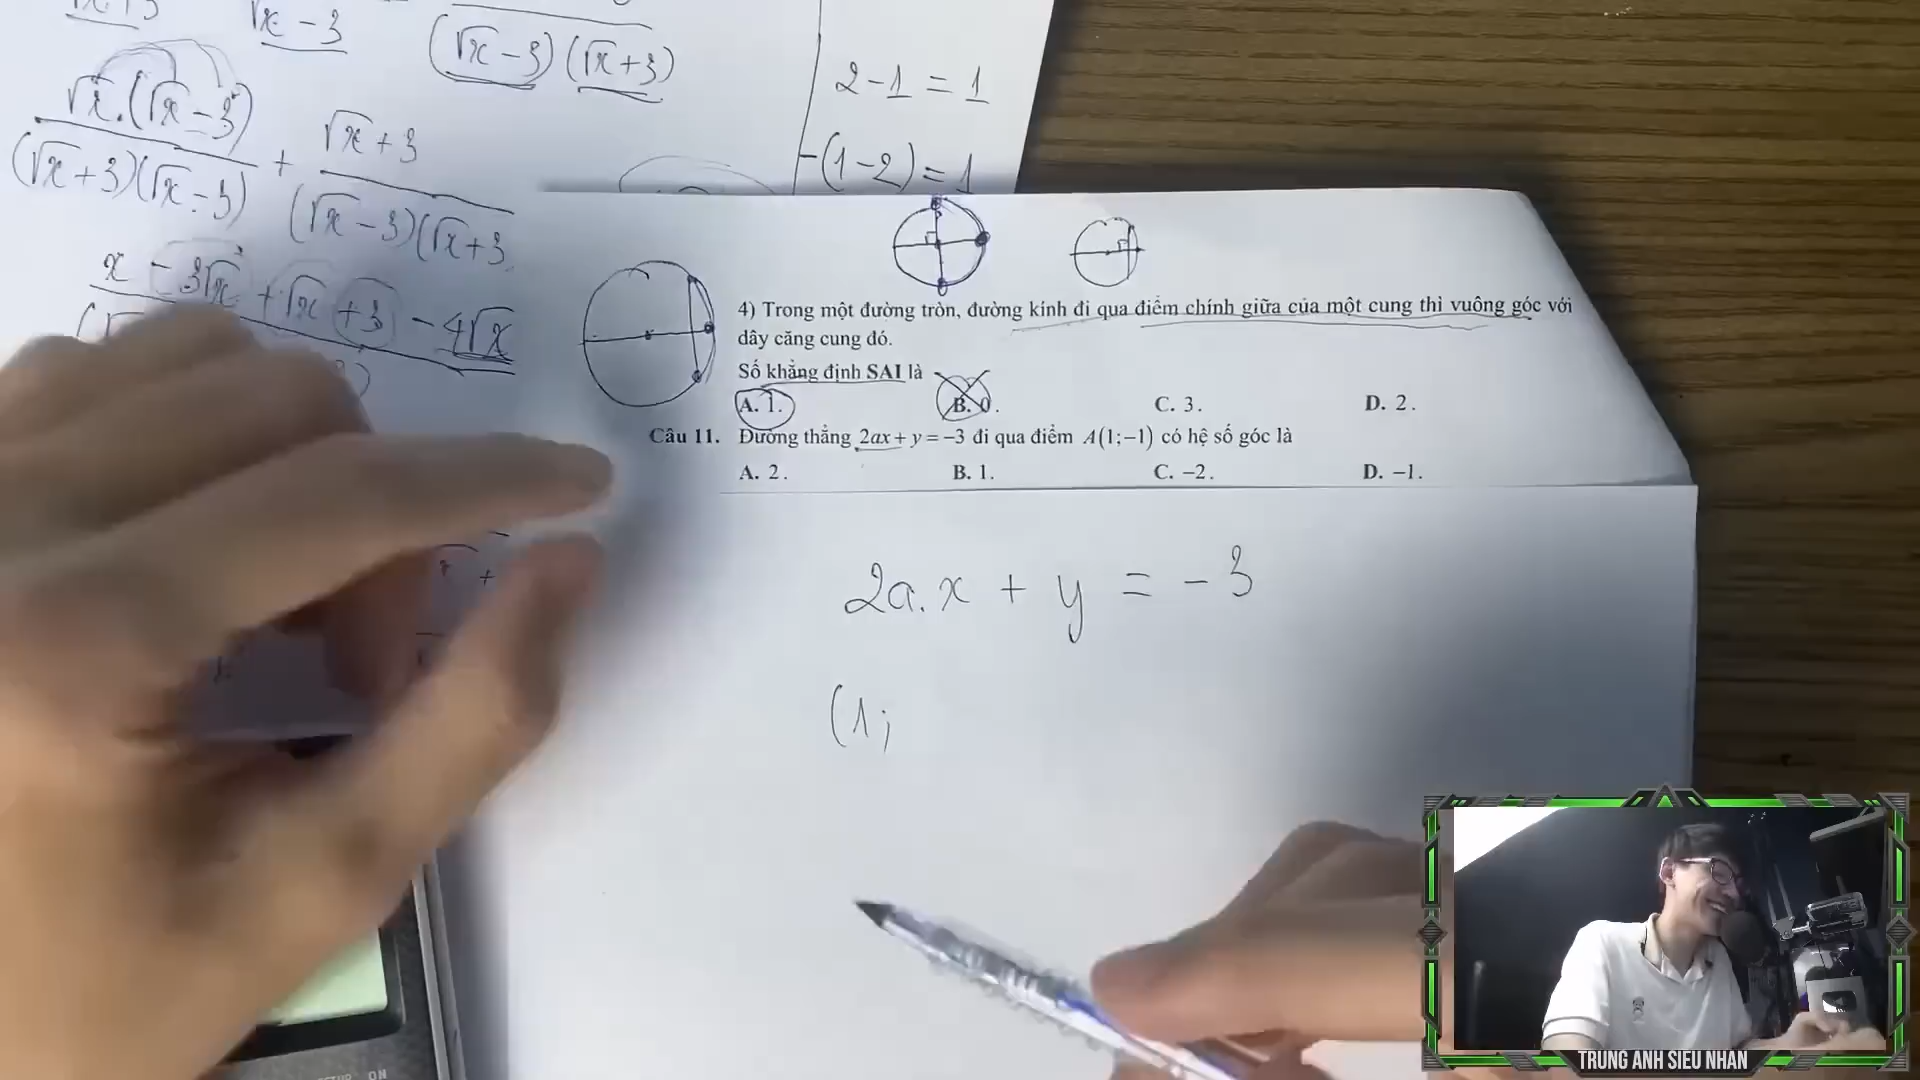 √x - 3
(√x - 3)(√x + 3)
2 - 1 = 1
-(1 - 2) = 1
√x.(√x - 3)
(√x + 3)(√x - 3)
+
√x + 3
(√x - 3)(√x + 3
x - 3√x + √x + 3 - 4√x
4) Trong một đường tròn, đường kính đi qua điểm chính giữa của một cung thì vuông góc với
dây căng cung đó.
Số khẳng định SAI là
A. 1. B. 0. C. 3. D. 2.
Câu 11. Đường thẳng 2ax + y = −3 đi qua điểm A(1;−1) có hệ số góc là
A. 2. B. 1. C. −2. D. −1.
2a.x + y = -3
(1;
ON
TRUNG ANH SIEU NHAN